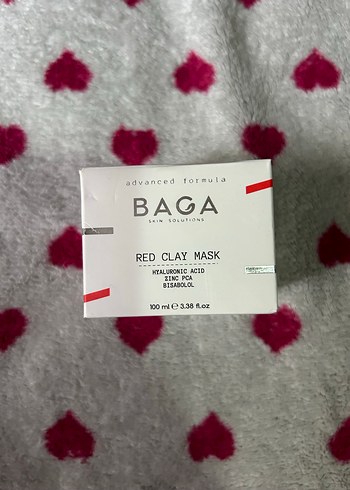 advanced formula
BAGA
SKIN SOLUTIONS
RED CLAY MASK
HYALURONIC ACID
ZINC PCA
BISABOLOL
100 ml ℮ 3.38 fl.oz